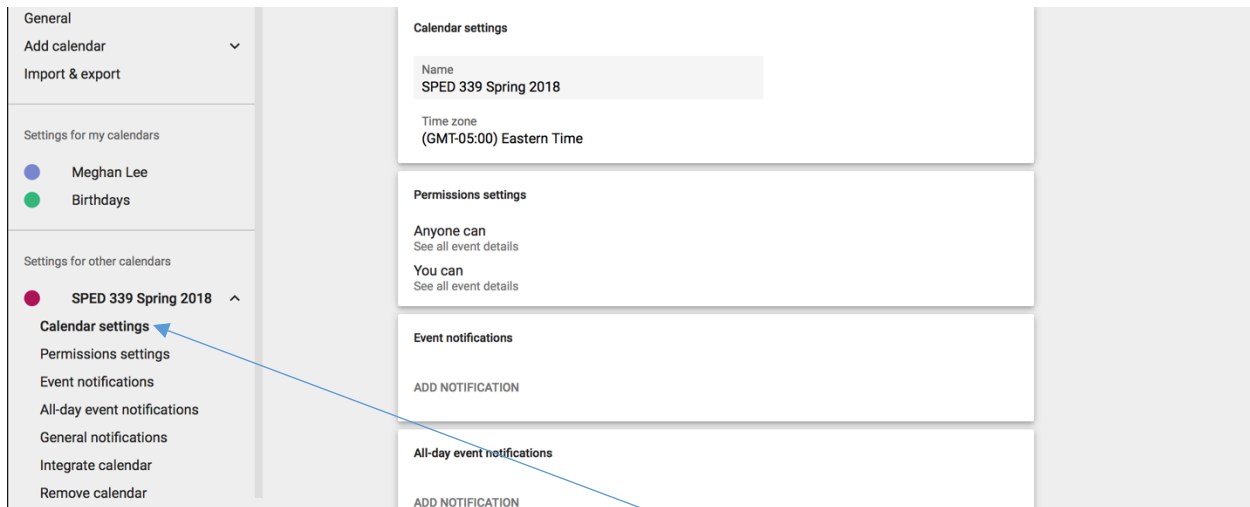 General
Add calendar
Import & export
Settings for my calendars
Meghan Lee
Birthdays
Settings for other calendars
SPED 339 Spring 2018
Calendar settings
Permissions settings
Event notifications
All-day event notifications
General notifications
Integrate calendar
Remove calendar
Calendar settings
Name
SPED 339 Spring 2018
Time zone
(GMT-05:00) Eastern Time
Permissions settings
Anyone can
See all event details
You can
See all event details
Event notifications
ADD NOTIFICATION
All-day event notifications
ADD NOTIFICATION